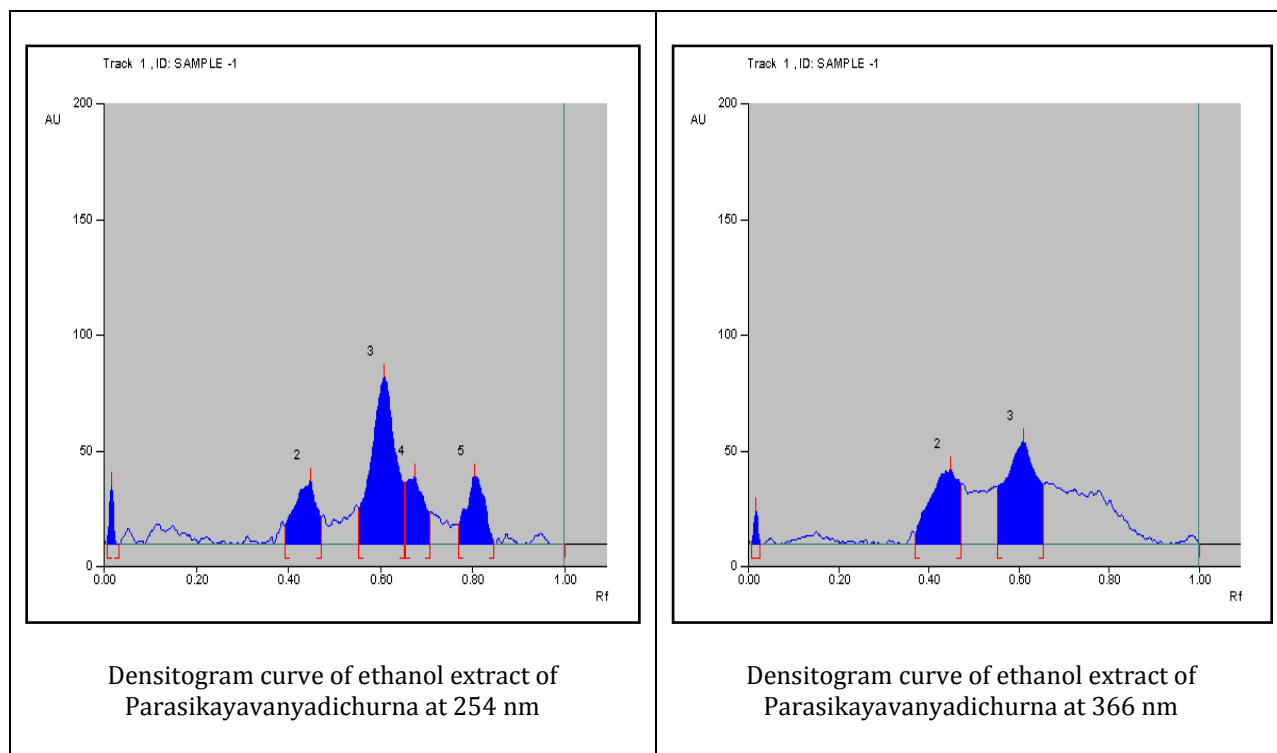 Track 1 , ID: SAMPLE -1
200
AU
150
100
50
0
2
3
4
5
0.00 0.20 0.40 0.60 0.80 1.00
Rf
Densitogram curve of ethanol extract of
Parasikayavanyadichurna at 254 nm
Track 1 , ID: SAMPLE -1
200
AU
150
100
50
0
2
3
0.00 0.20 0.40 0.60 0.80 1.00
Rf
Densitogram curve of ethanol extract of
Parasikayavanyadichurna at 366 nm